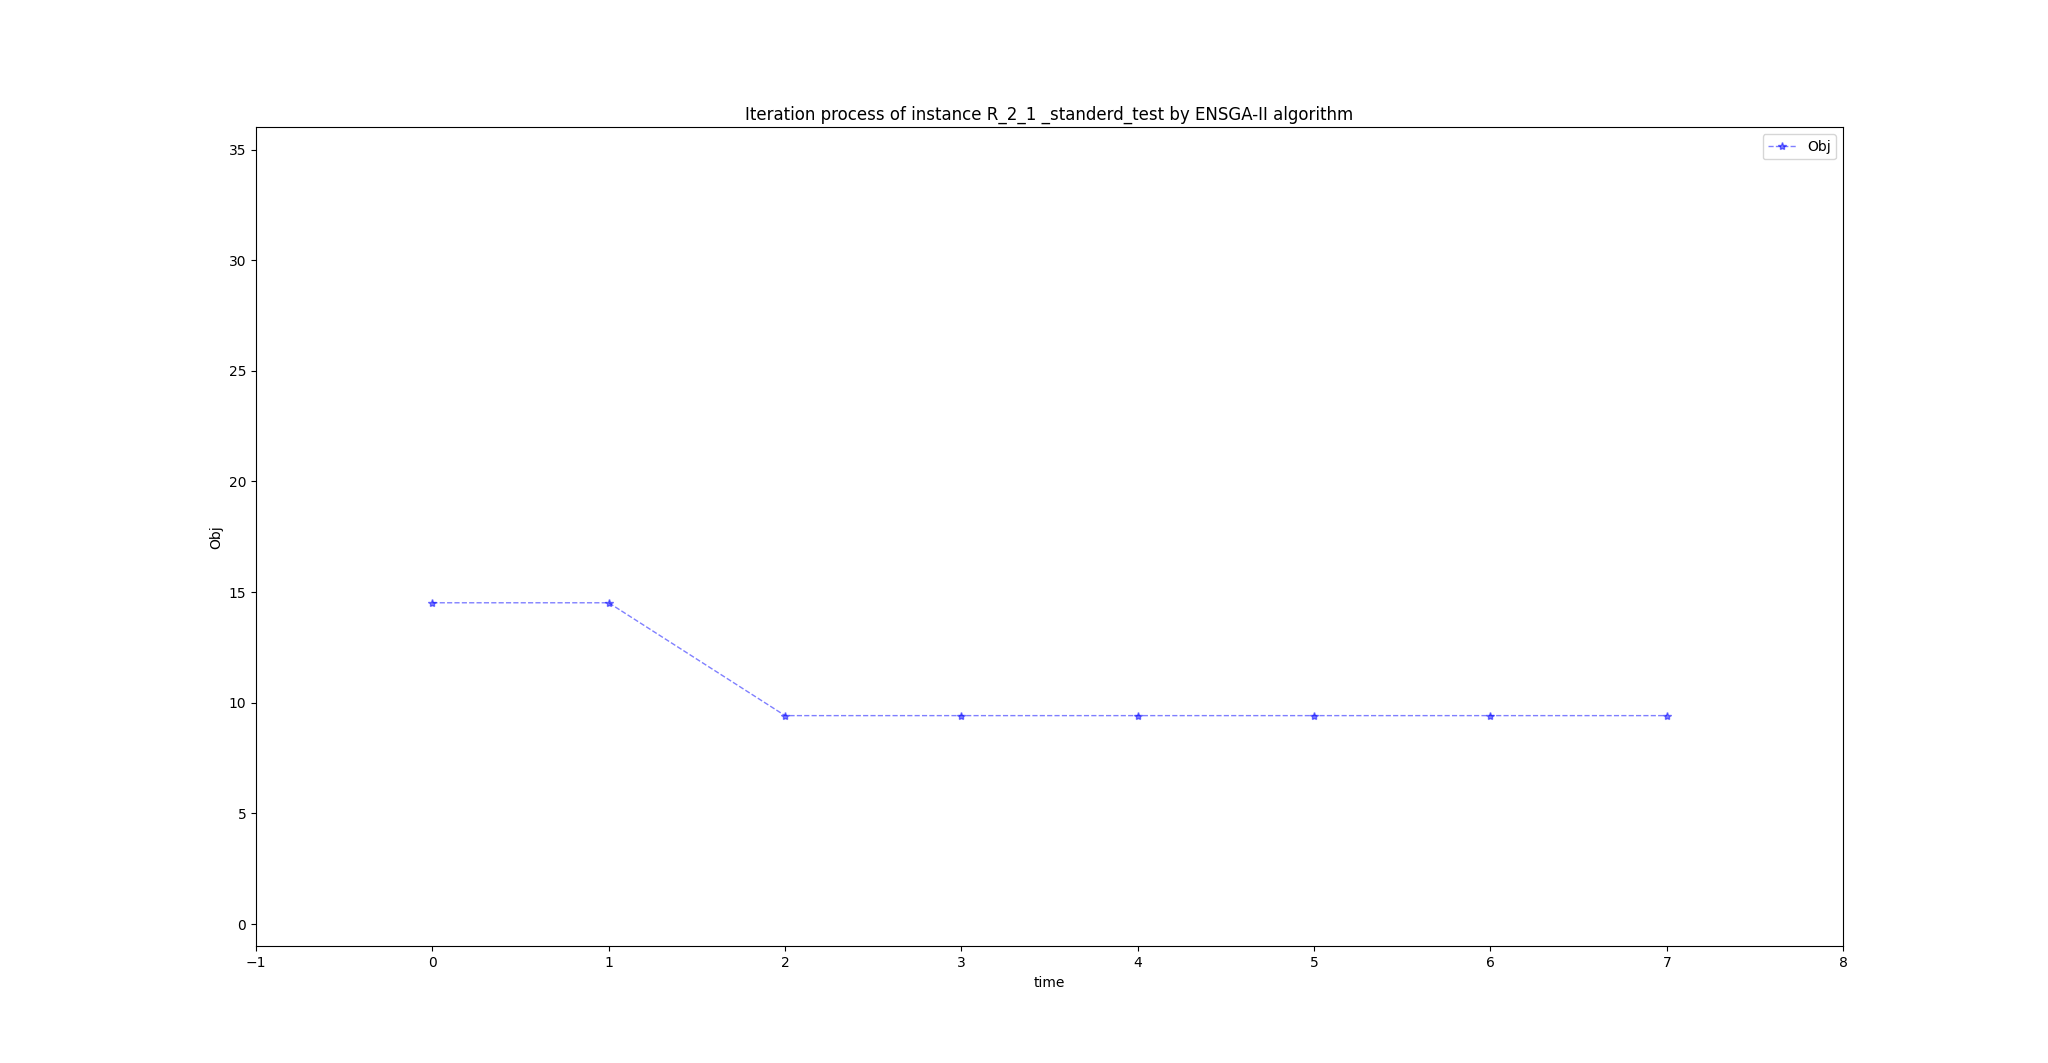 Iteration process of instance R_2_1 _standerd_test by ENSGA-II algorithm
Obj
35
30
25
20
15
10
5
0
Obj
−1 0 1 2 3 4 5 6 7 8
time